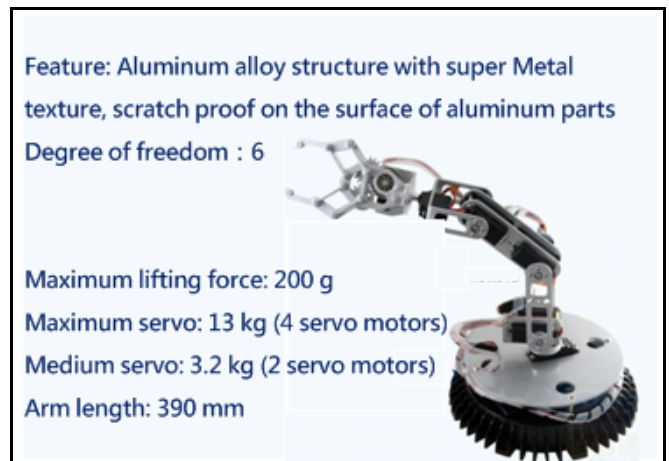 Feature: Aluminum alloy structure with super Metal
texture, scratch proof on the surface of aluminum parts
Degree of freedom : 6
Maximum lifting force: 200 g
Maximum servo: 13 kg (4 servo motors)
Medium servo: 3.2 kg (2 servo motors)
Arm length: 390 mm